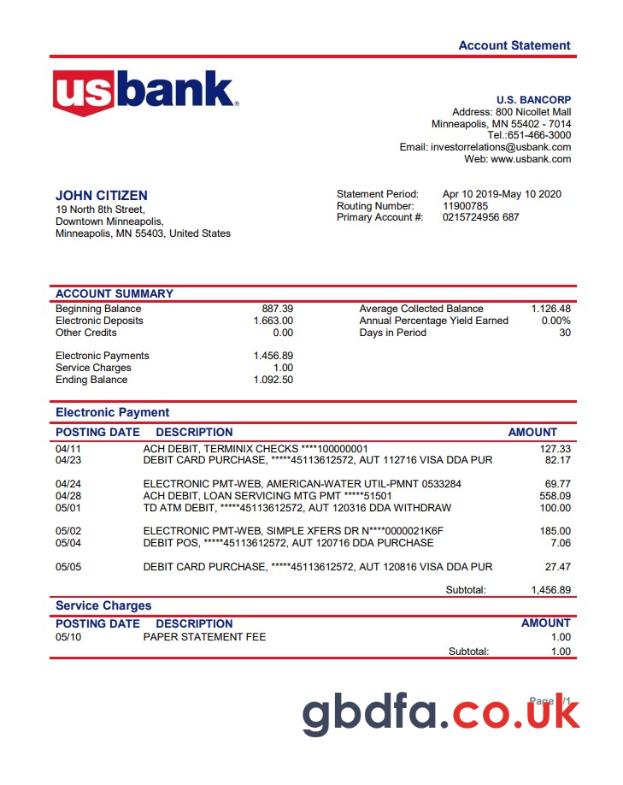 Account Statement
usbank
U.S. BANCORP
Address: 800 Nicollet Mall
Minneapolis, MN 55402 - 7014
Tel.:651-466-3000
Email: investorrelations@usbank.com
Web: www.usbank.com
JOHN CITIZEN
19 North 8th Street,
Downtown Minneapolis,
Minneapolis, MN 55403, United States
Statement Period: Apr 10 2019-May 10 2020
Routing Number: 11900785
Primary Account #: 0215724956 687
ACCOUNT SUMMARY
Beginning Balance 887.39 Average Collected Balance 1.126.48
Electronic Deposits 1.663.00 Annual Percentage Yield Earned 0.00%
Other Credits 0.00 Days in Period 30
Electronic Payments 1.456.89
Service Charges 1.00
Ending Balance 1.092.50
Electronic Payment
POSTING DATE DESCRIPTION AMOUNT
04/11 ACH DEBIT, TERMINIX CHECKS ****100000001 127.33
04/23 DEBIT CARD PURCHASE, *****45113612572, AUT 112716 VISA DDA PUR 82.17
04/24 ELECTRONIC PMT-WEB, AMERICAN-WATER UTIL-PMNT 0533284 69.77
04/28 ACH DEBIT, LOAN SERVICING MTG PMT *****51501 558.09
05/01 TD ATM DEBIT, *****45113612572, AUT 120316 DDA WITHDRAW 100.00
05/02 ELECTRONIC PMT-WEB, SIMPLE XFERS DR N****0000021K6F 185.00
05/04 DEBIT POS, *****45113612572, AUT 120716 DDA PURCHASE 7.06
05/05 DEBIT CARD PURCHASE, *****45113612572, AUT 120816 VISA DDA PUR 27.47
Subtotal: 1,456.89
Service Charges
POSTING DATE DESCRIPTION AMOUNT
05/10 PAPER STATEMENT FEE 1.00
Subtotal: 1.00
Page /1
gbdfa.co.uk